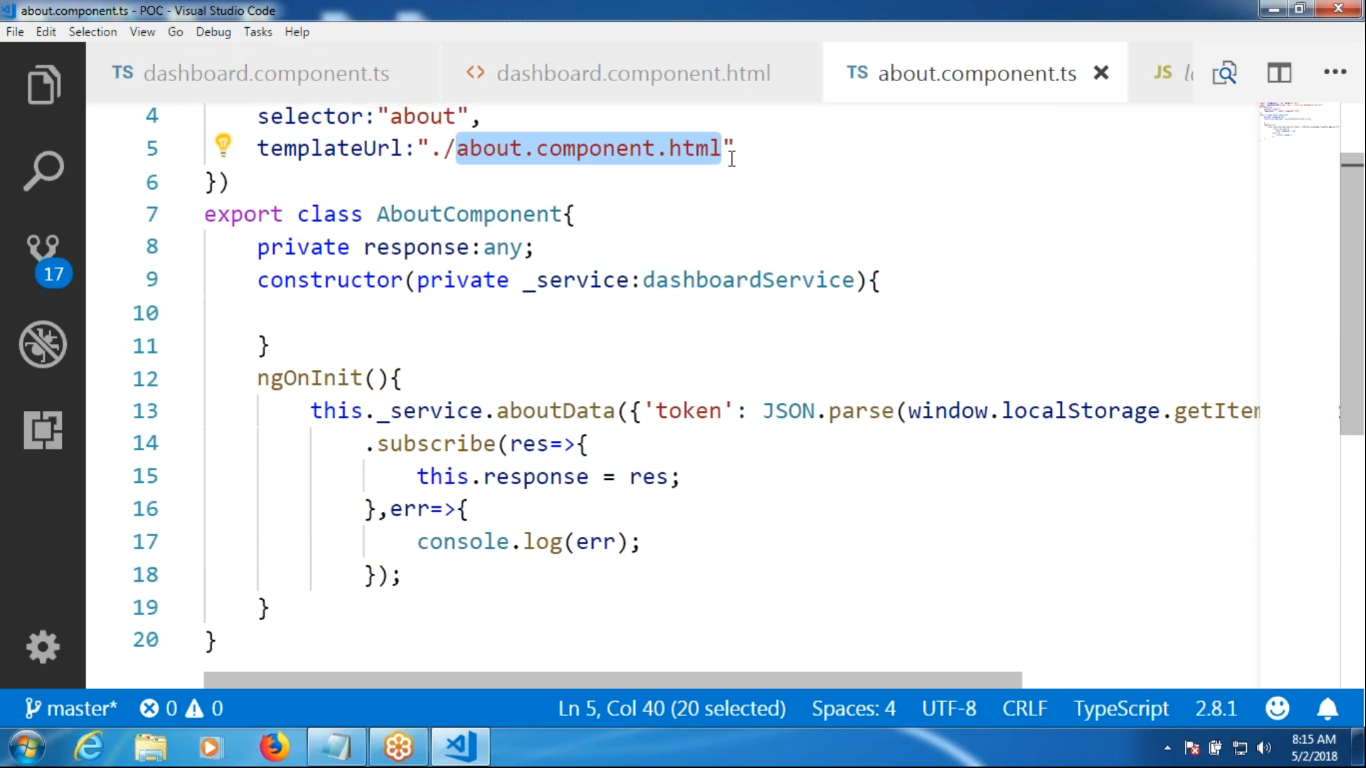 about.component.ts - POC - Visual Studio Code
File Edit Selection View Go Debug Tasks Help
TS dashboard.component.ts <> dashboard.component.html TS about.component.ts JS
4 selector:"about",
5 templateUrl:"./about.component.html"
6 })
7 export class AboutComponent{
8 private response:any;
9 constructor(private _service:dashboardService){
10
11 }
12 ngOnInit(){
13 this._service.aboutData({'token': JSON.parse(window.localStorage.getItem
14 .subscribe(res=>{
15 this.response = res;
16 },err=>{
17 console.log(err);
18 });
19 }
20 }
17
master* 0 0 Ln 5, Col 40 (20 selected) Spaces: 4 UTF-8 CRLF TypeScript 2.8.1
8:15 AM
5/2/2018